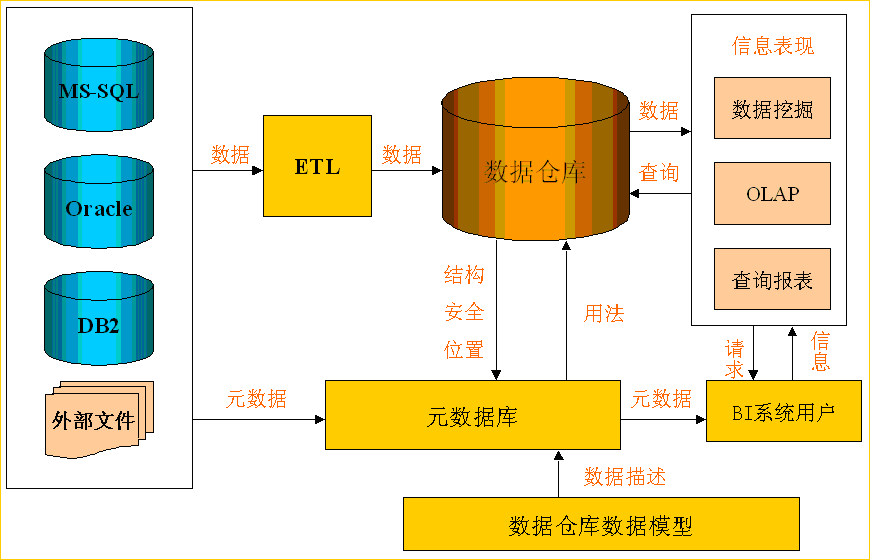 MS-SQL
Oracle
DB2
外部文件
数据
ETL
数据
数据仓库
数据
查询
信息表现
数据挖掘
OLAP
查询报表
结构
安全
位置
用法
请求
信息
元数据
元数据库
元数据
BI系统用户
数据描述
数据仓库数据模型